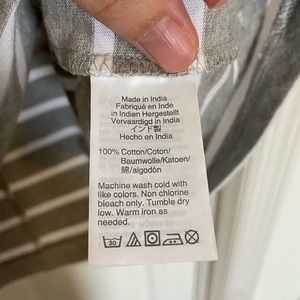 Made in India
Fabriqué en Inde
in Indien Hergestellt
Vervaardigd in India
インド製
Hecho en India
100% Cotton/Coton/
Baumwolle/Katoen/
綿/algodón
Machine wash cold with
like colors. Non chlorine
bleach only. Tumble dry
low. Warm iron as
needed.
30